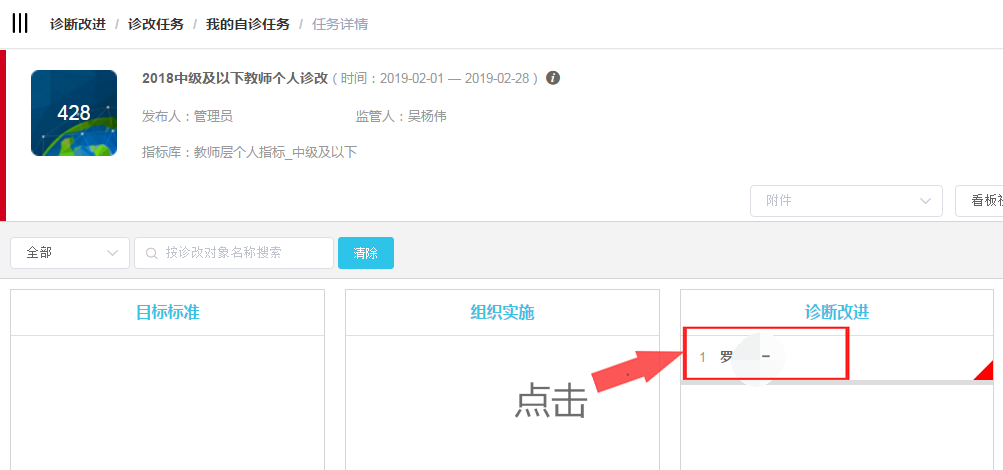 诊断改进 / 诊改任务 / 我的自诊任务 / 任务详情
428
2018中级及以下教师个人诊改 ( 时间：2019-02-01 — 2019-02-28 )
发布人：管理员 监管人：吴杨伟
指标库：教师层个人指标_中级及以下
附件
看板
全部 按诊改对象名称搜索 清除
目标标准 组织实施 诊断改进
1 罗
点击